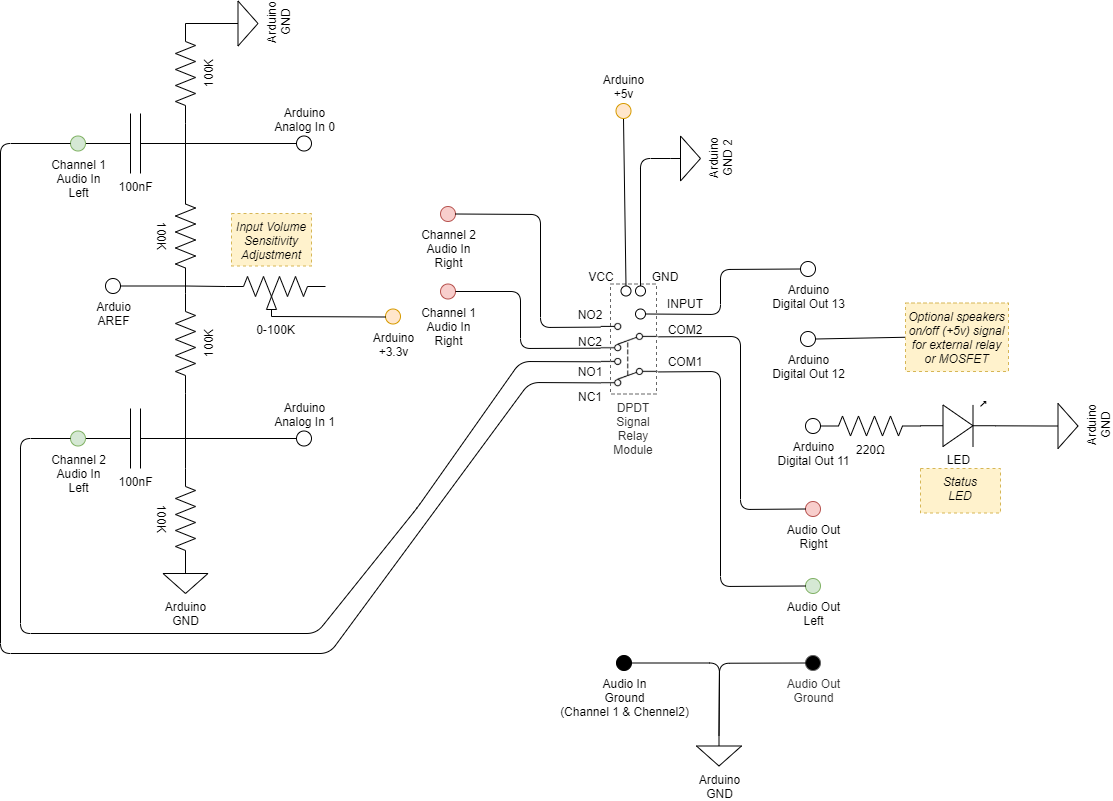 Arduino
GND
100K
Arduino
Analog In 0
Channel 1
Audio In
Left
100nF
100K
Input Volume
Sensitivity
Adjustment
Arduio
AREF
0-100K
Arduino
+3.3v
100K
Arduino
Analog In 1
Channel 2
Audio In
Left
100nF
100K
Arduino
GND
Arduino
+5v
Arduino
GND 2
Channel 2
Audio In
Right
Channel 1
Audio In
Right
VCC
GND
INPUT
NO2
COM2
NC2
COM1
NO1
NC1
DPDT
Signal
Relay
Module
Arduino
Digital Out 13
Arduino
Digital Out 12
Optional speakers
on/off (+5v) signal
for external relay
or MOSFET
Arduino
Digital Out 11
220Ω
LED
Status
LED
Arduino
GND
Audio Out
Right
Audio Out
Left
Audio In
Ground
(Channel 1 & Chennel2)
Audio Out
Ground
Arduino
GND